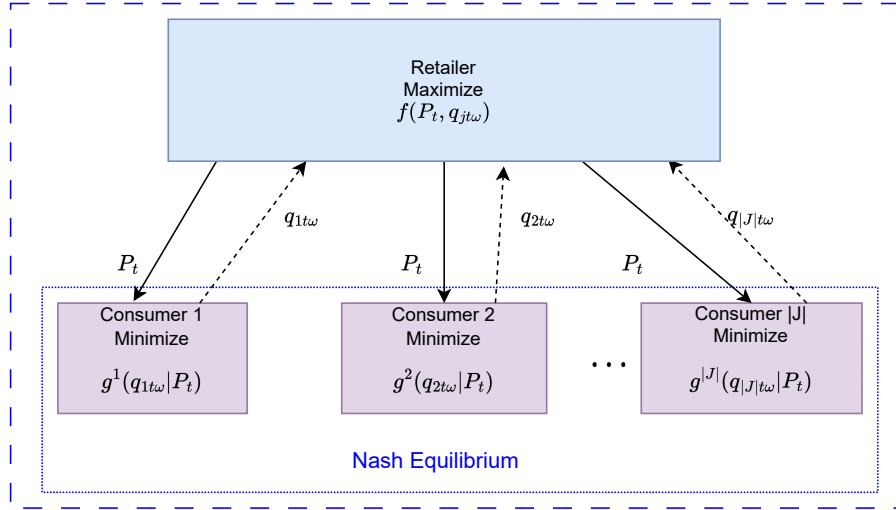 Retailer
Maximize
f(P_t, q_{jtω})
q_{1tω}
q_{2tω}
q_{|J|tω}
P_t
P_t
P_t
Consumer 1
Minimize
g^1(q_{1tω}|P_t)
Consumer 2
Minimize
g^2(q_{2tω}|P_t)
...
Consumer |J|
Minimize
g^{|J|}(q_{|J|tω}|P_t)
Nash Equilibrium